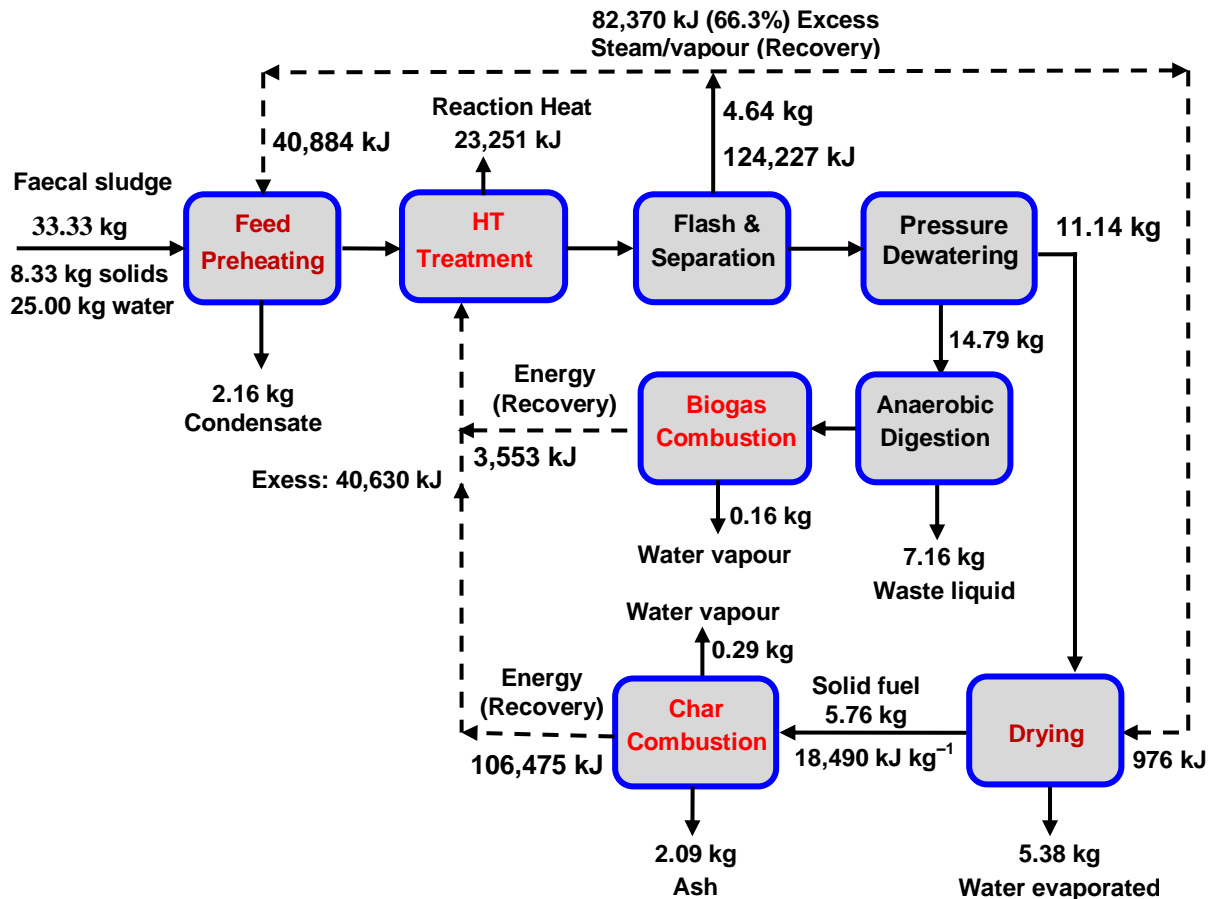 82,370 kJ (66.3%) Excess
Steam/vapour (Recovery)
Reaction Heat
23,251 kJ
4.64 kg
124,227 kJ
40,884 kJ
Faecal sludge
33.33 kg
8.33 kg solids
25.00 kg water
Feed
Preheating
HT
Treatment
Flash &
Separation
Pressure
Dewatering
11.14 kg
14.79 kg
2.16 kg
Condensate
Energy
(Recovery)
3,553 kJ
Biogas
Combustion
Anaerobic
Digestion
Exess: 40,630 kJ
0.16 kg
Water vapour
7.16 kg
Waste liquid
Water vapour
0.29 kg
Energy
(Recovery)
106,475 kJ
Char
Combustion
Solid fuel
5.76 kg
18,490 kJ kg⁻¹
Drying
976 kJ
2.09 kg
Ash
5.38 kg
Water evaporated